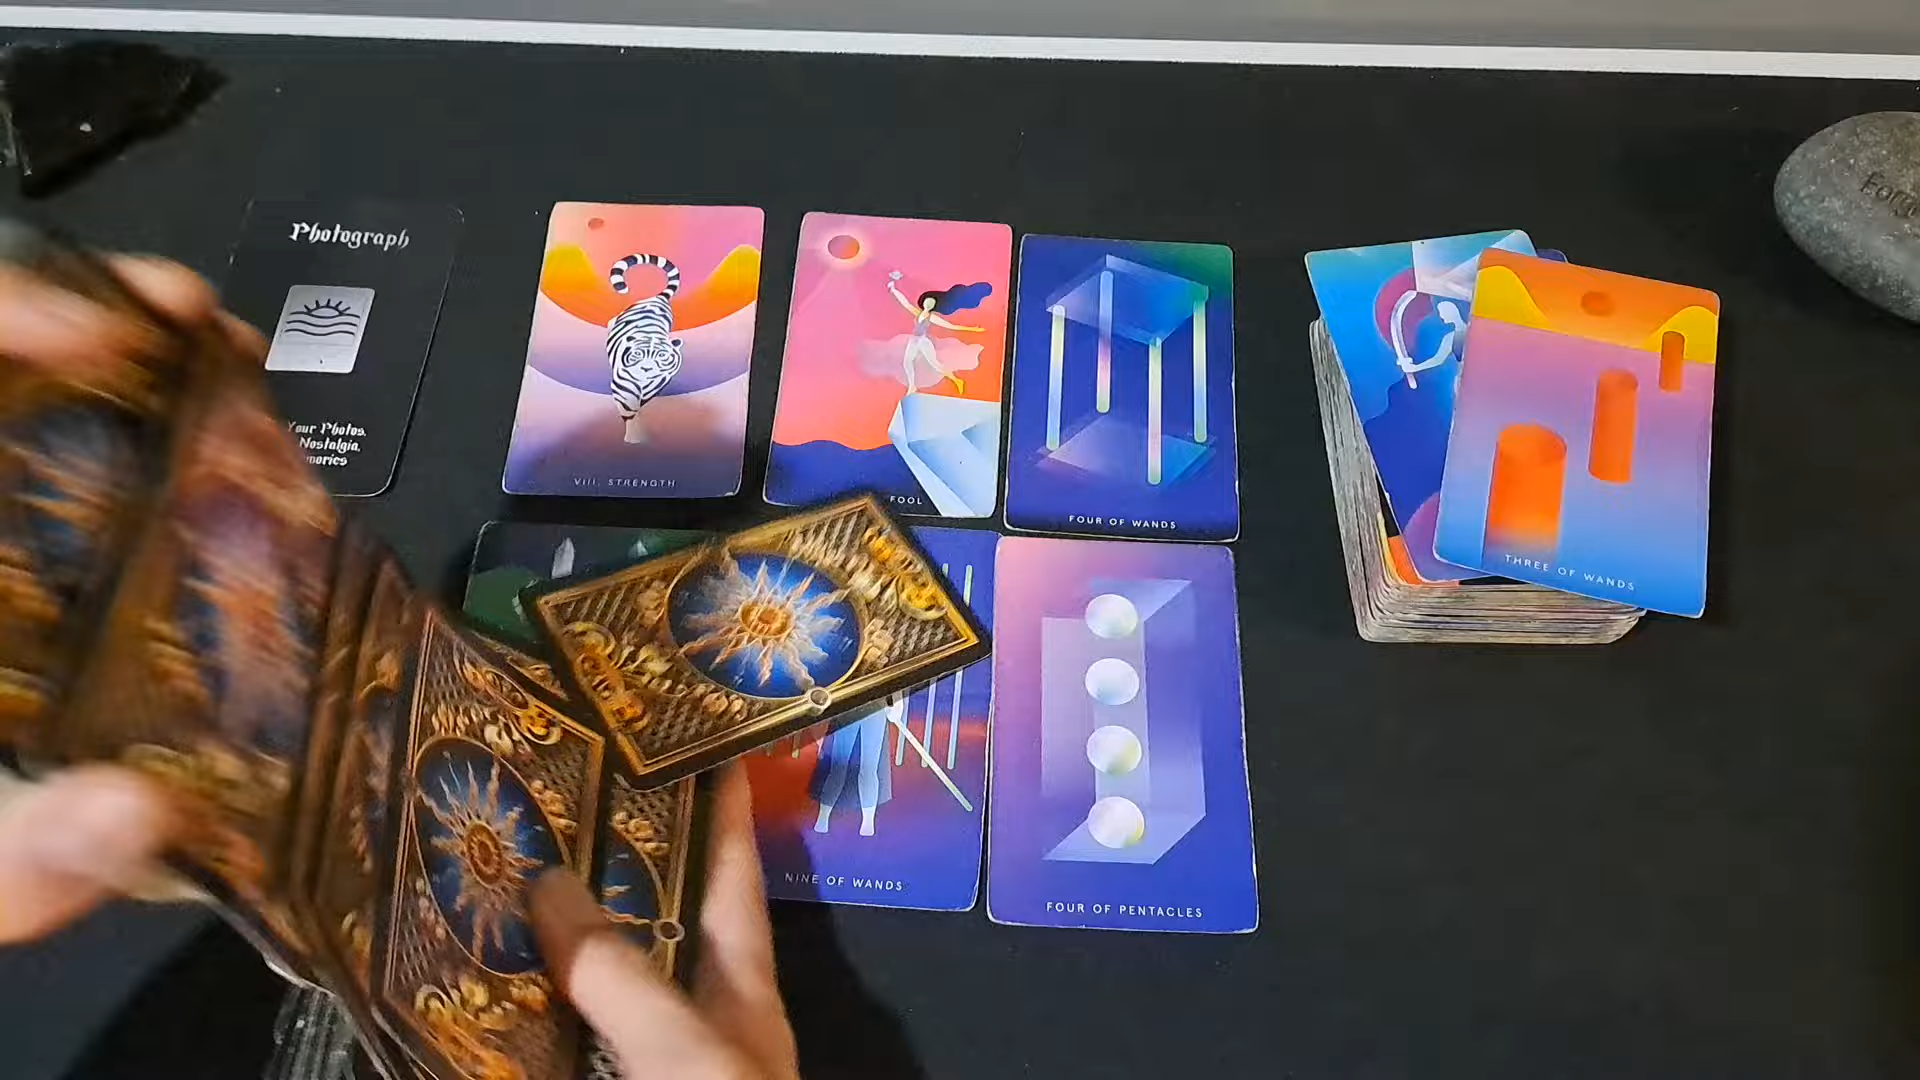 Photograph
Your Photos,
Nostalgia,
VIII. STRENGTH
FOOL
FOUR OF WANDS
THREE OF WANDS
NINE OF WANDS
FOUR OF PENTACLES